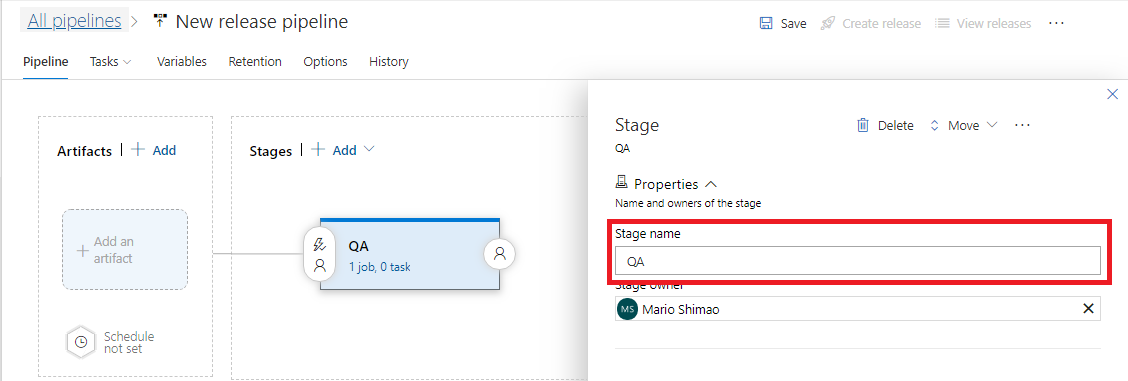 All pipelines > New release pipeline
Save Create release View releases ...
Pipeline Tasks Variables Retention Options History
Artifacts | + Add
Stages | + Add
+ Add an
artifact
Schedule
not set
QA
1 job, 0 task
Stage
Delete Move ...
QA
Properties
Name and owners of the stage
Stage name
QA
Stage owner
MS Mario Shimao